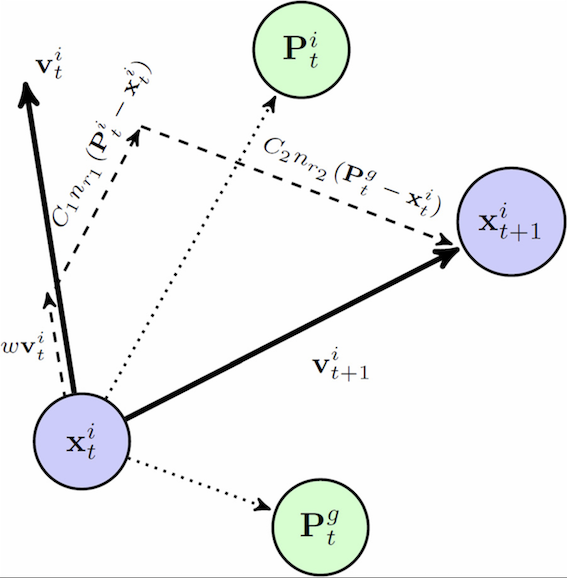 $\mathbf{P}_t^i$
$\mathbf{v}_t^i$
$C_1 n_{r_1} (\mathbf{P}_t^i - \mathbf{x}_t^i)$
$C_2 n_{r_2} (\mathbf{P}_t^g - \mathbf{x}_t^i)$
$\mathbf{x}_{t+1}^i$
$w\mathbf{v}_t^i$
$\mathbf{v}_{t+1}^i$
$\mathbf{x}_t^i$
$\mathbf{P}_t^g$